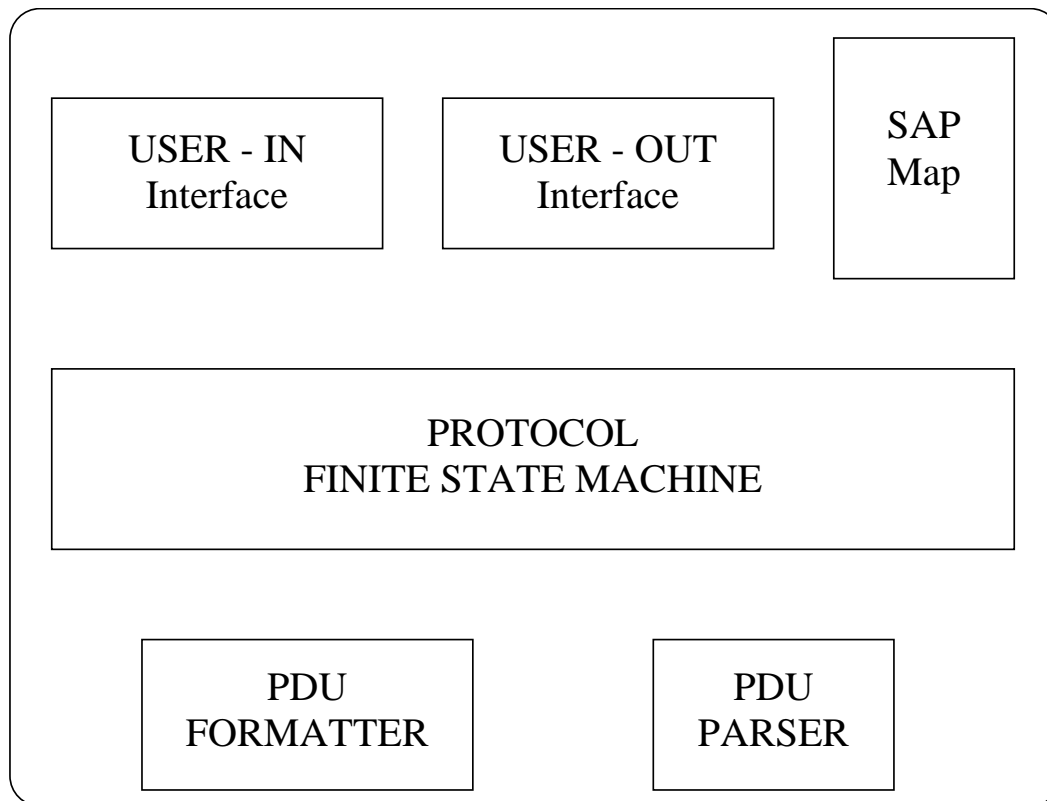 USER - IN
Interface
USER - OUT
Interface
SAP
Map
PROTOCOL
FINITE STATE MACHINE
PDU
FORMATTER
PDU
PARSER